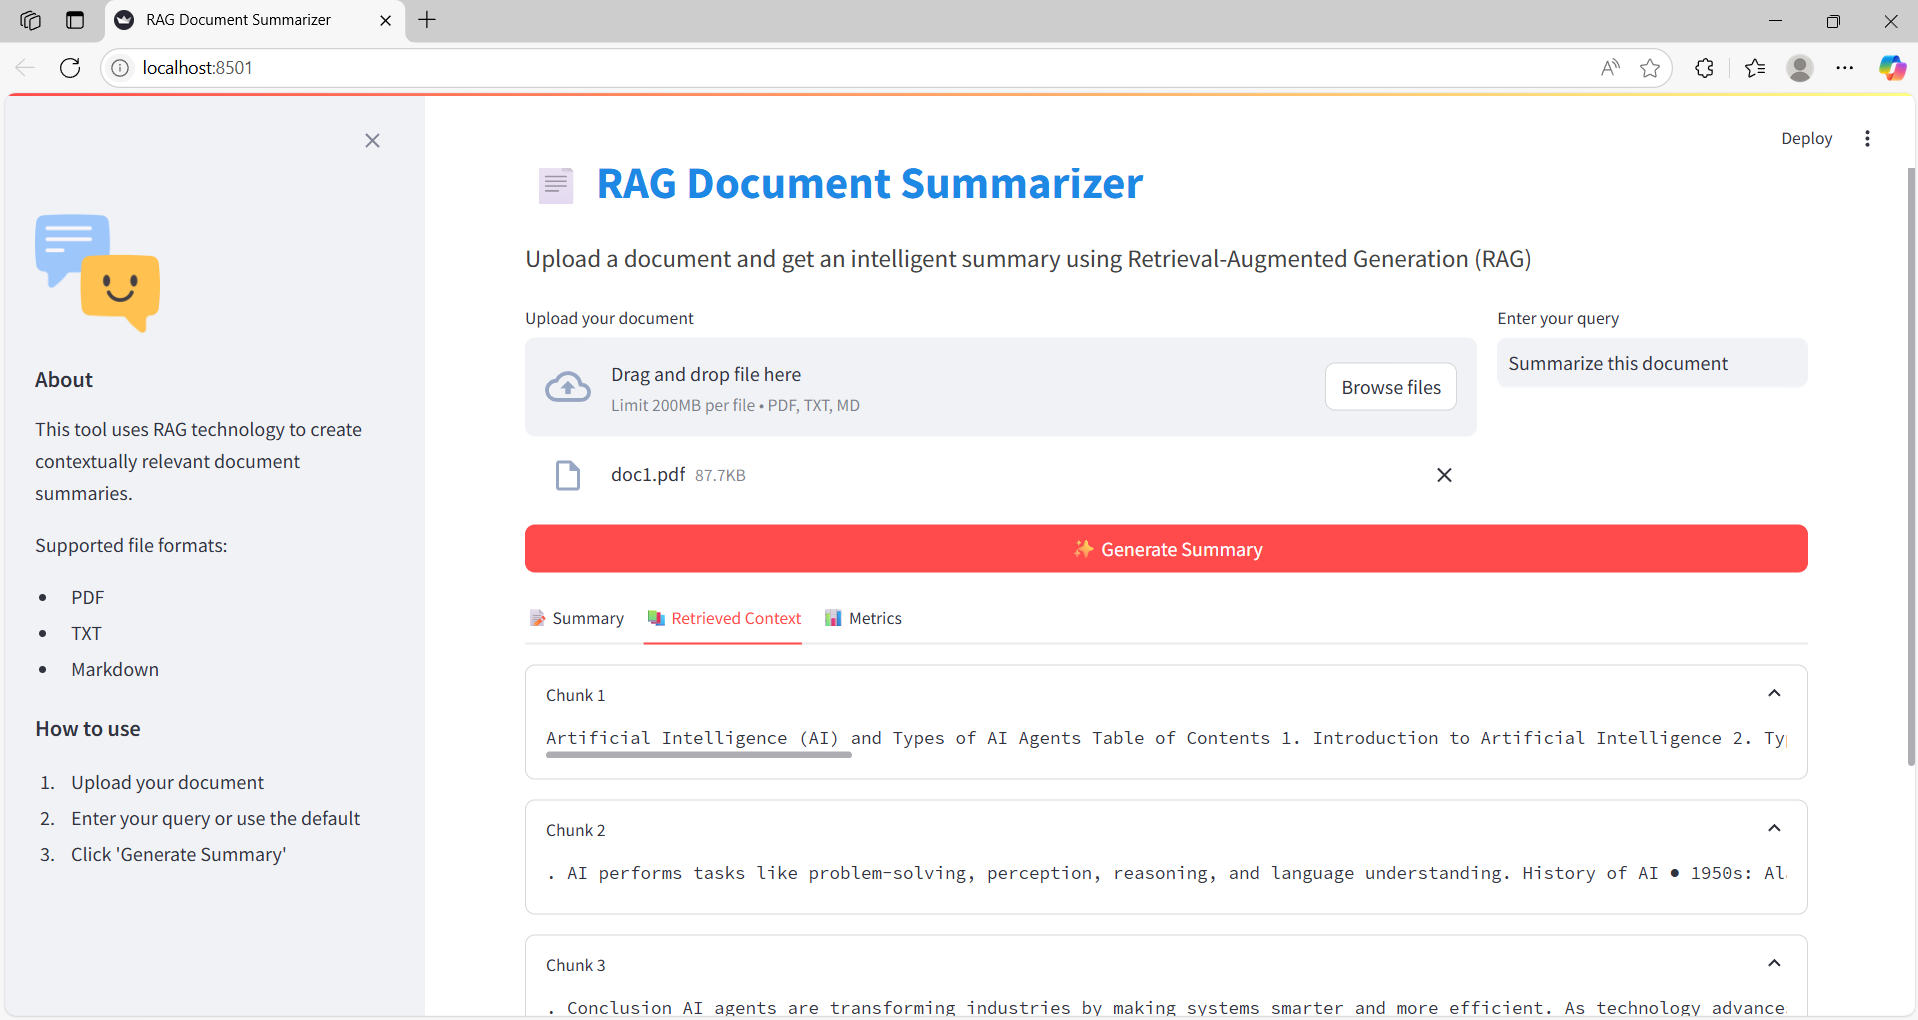 RAG Document Summarizer
localhost:8501
Deploy
About
This tool uses RAG technology to create
contextually relevant document
summaries.
Supported file formats:
• PDF
• TXT
• Markdown
How to use
1. Upload your document
2. Enter your query or use the default
3. Click 'Generate Summary'
RAG Document Summarizer
Upload a document and get an intelligent summary using Retrieval-Augmented Generation (RAG)
Upload your document
Drag and drop file here
Limit 200MB per file • PDF, TXT, MD
Browse files
Enter your query
Summarize this document
doc1.pdf 87.7KB
Generate Summary
Summary Retrieved Context Metrics
Chunk 1
Artificial Intelligence (AI) and Types of AI Agents Table of Contents 1. Introduction to Artificial Intelligence 2.
Chunk 2
. AI performs tasks like problem-solving, perception, reasoning, and language understanding. History of AI ● 1950s:
Chunk 3
. Conclusion AI agents are transforming industries by making systems smarter and more efficient. As technology advance